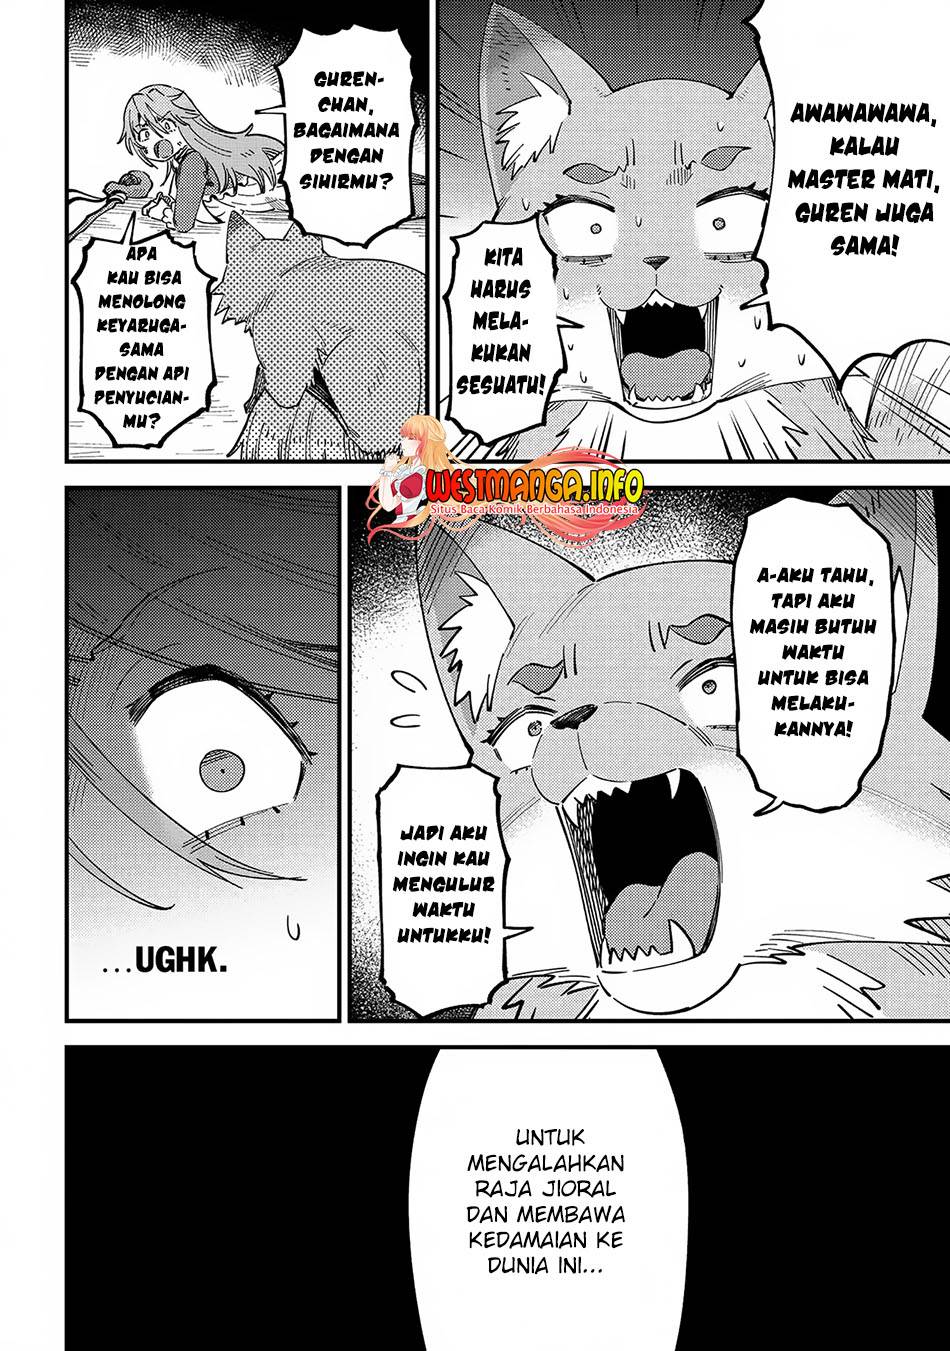 AWAWAWAWA,
KALAU
MASTER MATI,
GUREN JUGA
SAMA!
KITA
HARUS
MELA-
KUKAN
SESUATU!
GUREN-
CHAN,
BAGAIMANA
DENGAN
SIHIRMU?
APA
KAU BISA
MENOLONG
KEYARUGA-
SAMA
DENGAN API
PENYUCIAN-
MU?
WESTMANGA.INFO
Situs Baca Komik Berbahasa Indonesia
A-AKU TAHU,
TAPI AKU
MASIH BUTUH
WAKTU
UNTUK BISA
MELAKU-
KANNYA!
JADI AKU
INGIN KAU
MENGULUR
WAKTU
UNTUKKU!
...UGHK.
UNTUK
MENGALAHKAN
RAJA JIORAL
DAN MEMBAWA
KEDAMAIAN KE
DUNIA INI...